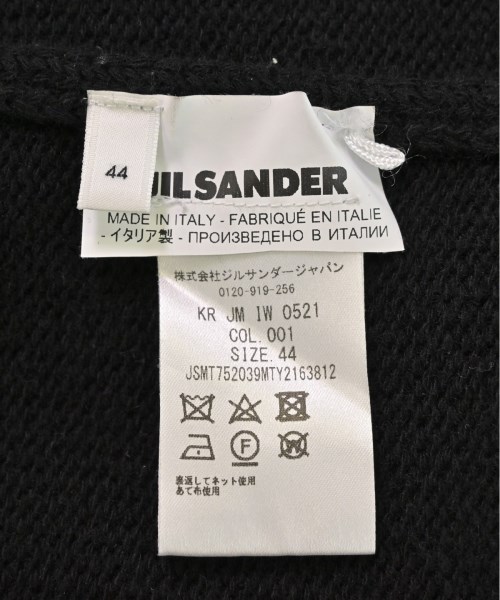 44
JIL SANDER
MADE IN ITALY - FABRIQUÉ EN ITALIE
- イタリア製 - ПРОИЗВЕДЕНО В ИТАЛИИ
株式会社ジルサンダージャパン
0120-919-256
KR JM IW 0521
COL. 001
SIZE. 44
JSMT752039MTY2163812
F
W
裏返してネット使用
あて布使用